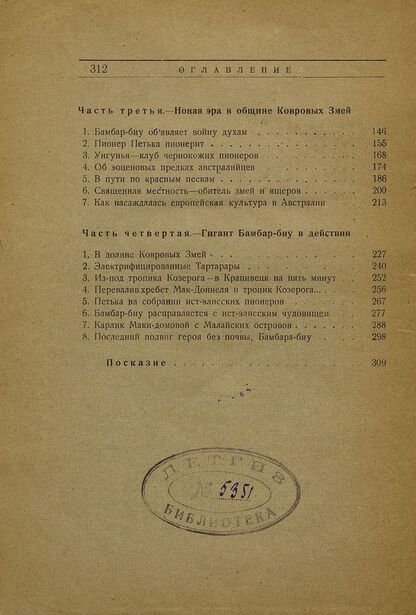 312 ОГЛАВЛЕНИЕ
Часть третья.—Новая эра в общине Ковровых Змей
1. Бамбар-биу об'являет войну духам . . . . . . . . . 146
2. Пионер Петька пионерит . . . . . . . . . 155
3. Унгунья—клуб чернокожих пионеров . . . . . . . . . 168
4. Об эоценовых предках австралийцев . . . . . . . . . 174
5. В пути по красным пескам . . . . . . . . . 186
6. Священная местность—обитель змей и ящеров . . . . 200
7. Как насаждалась европейская культура в Австралии 213
Часть четвертая.—Гигант Бамбар-биу в действии
1. В долине Ковровых Змей . . . . . . . . . 227
2. Электрифицированные Тартарары . . . . . . . . . 240
3. Из-под тропика Козерога—в Крапивецк на пять минут 252
4. Перевалив хребет Мак-Доннеля и тропик Козерога... . 256
5. Петька на собрании ист-элисских пионеров . . . . . 267
6. Бамбар-биу расправляется с ист-элисским чудовищем 277
7. Карлик Маки-домовой с Малайских островов . . . . . 288
8. Последний подвиг героя без почвы, Бамбара-биу . . . 298
Посказие . . . . . . . . . 309
ДЕТГИЗ
№ 5351
БИБЛИОТЕКА